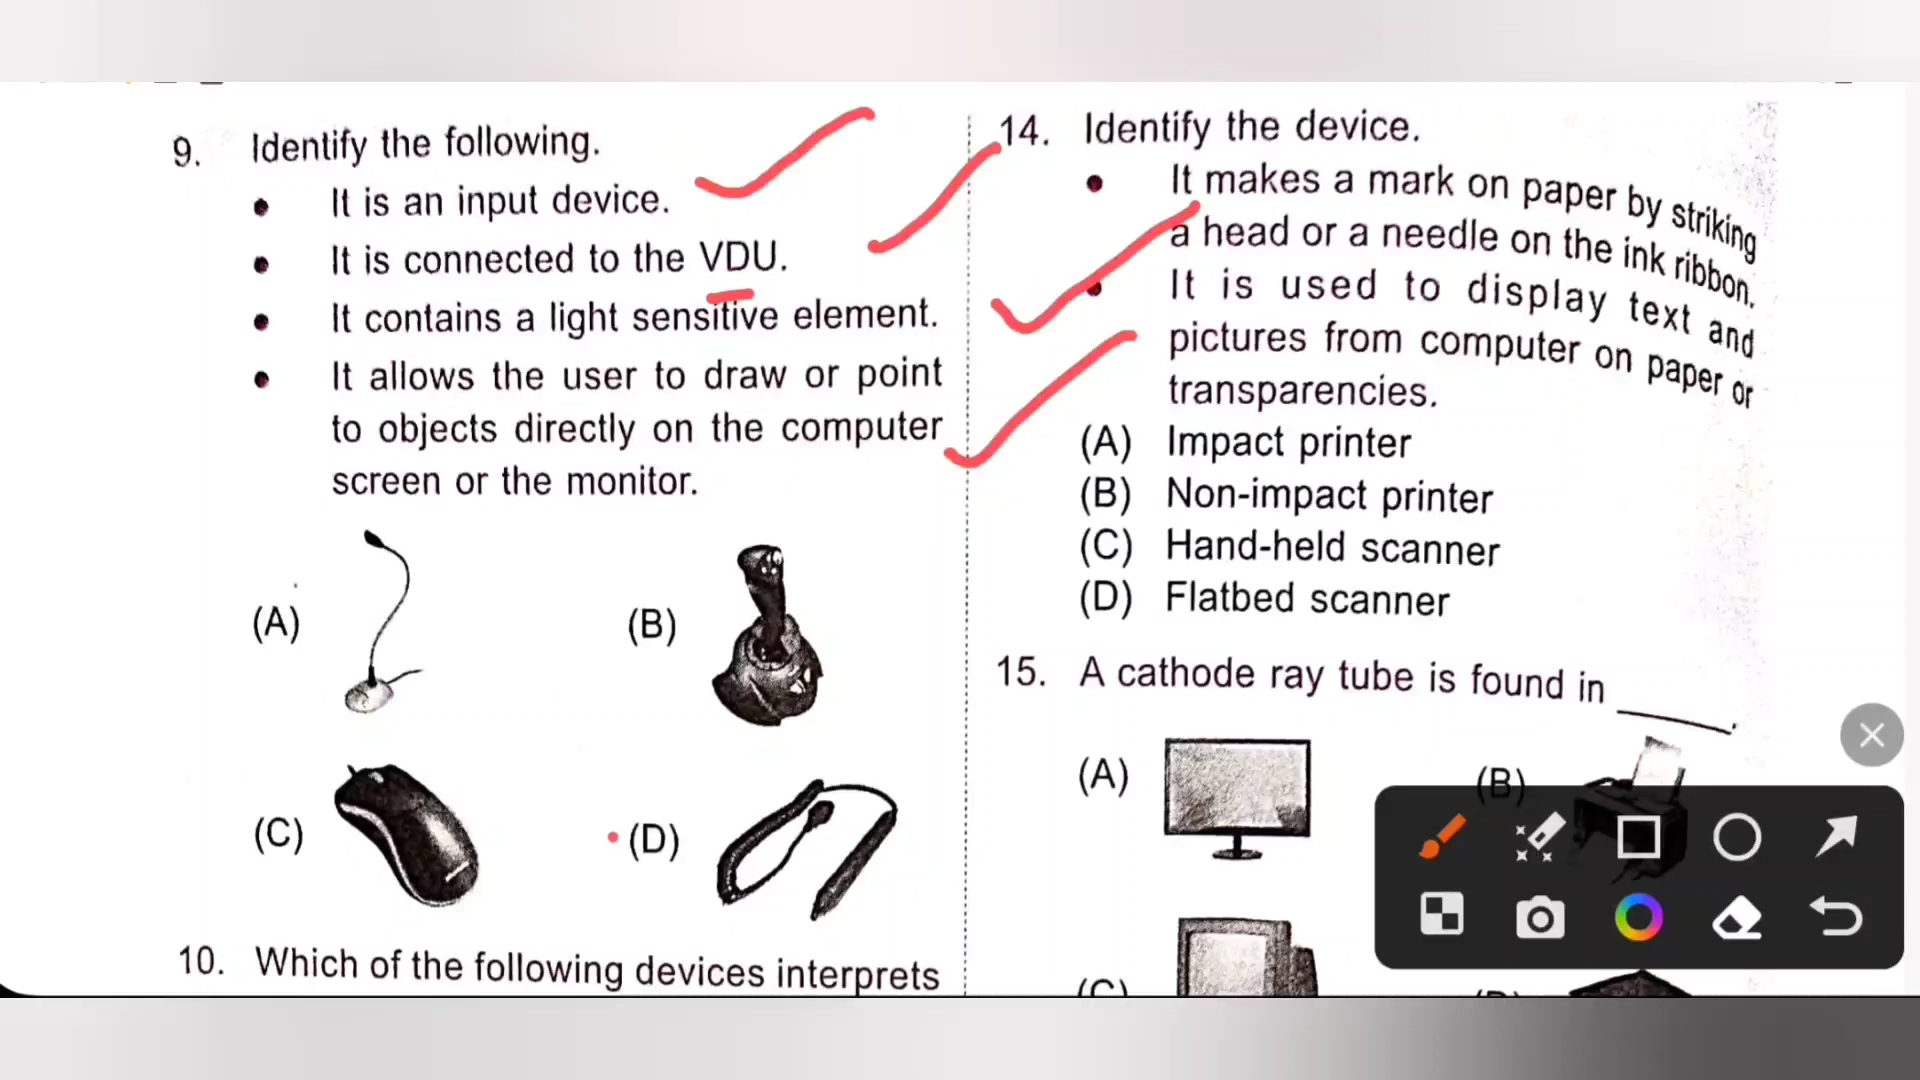 9. Identify the following.
• It is an input device.
• It is connected to the VDU.
• It contains a light sensitive element.
• It allows the user to draw or point
to objects directly on the computer
screen or the monitor.
(A)
(B)
(C)
(D)
10. Which of the following devices interprets
14. Identify the device.
• It makes a mark on paper by striking
a head or a needle on the ink ribbon.
• It is used to display text and
pictures from computer on paper or
transparencies.
(A) Impact printer
(B) Non-impact printer
(C) Hand-held scanner
(D) Flatbed scanner
15. A cathode ray tube is found in ______.
(A)
(B)
(C)